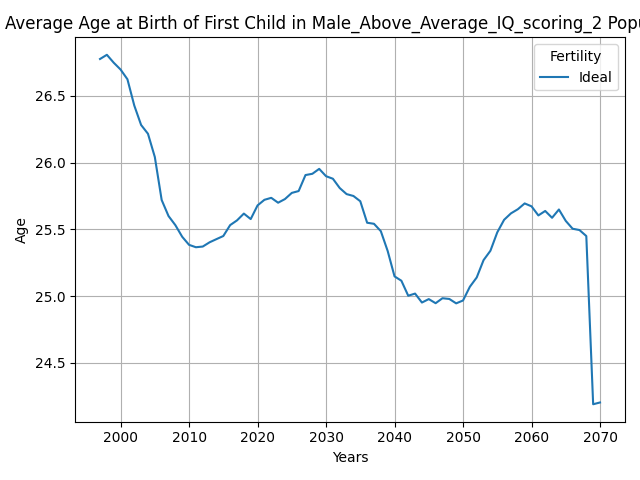 Average Age at Birth of First Child in Male_Above_Average_IQ_scoring_2
Fertility
Ideal
Age
26.5
26.0
25.5
25.0
24.5
2000 2010 2020 2030 2040 2050 2060 2070
Years